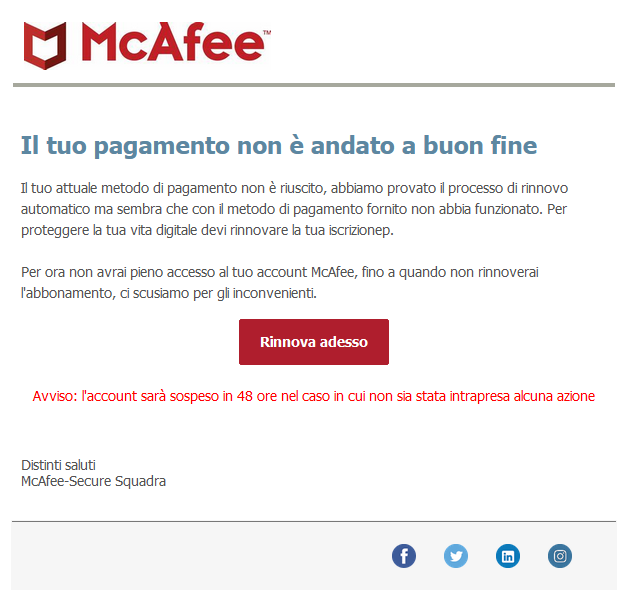 McAfee™
Il tuo pagamento non è andato a buon fine
Il tuo attuale metodo di pagamento non è riuscito, abbiamo provato il processo di rinnovo
automatico ma sembra che con il metodo di pagamento fornito non abbia funzionato. Per
proteggere la tua vita digitale devi rinnovare la tua iscrizionep.
Per ora non avrai pieno accesso al tuo account McAfee, fino a quando non rinnoverai
l'abbonamento, ci scusiamo per gli inconvenienti.
Rinnova adesso
Avviso: l'account sarà sospeso in 48 ore nel caso in cui non sia stata intrapresa alcuna azione
Distinti saluti
McAfee-Secure Squadra